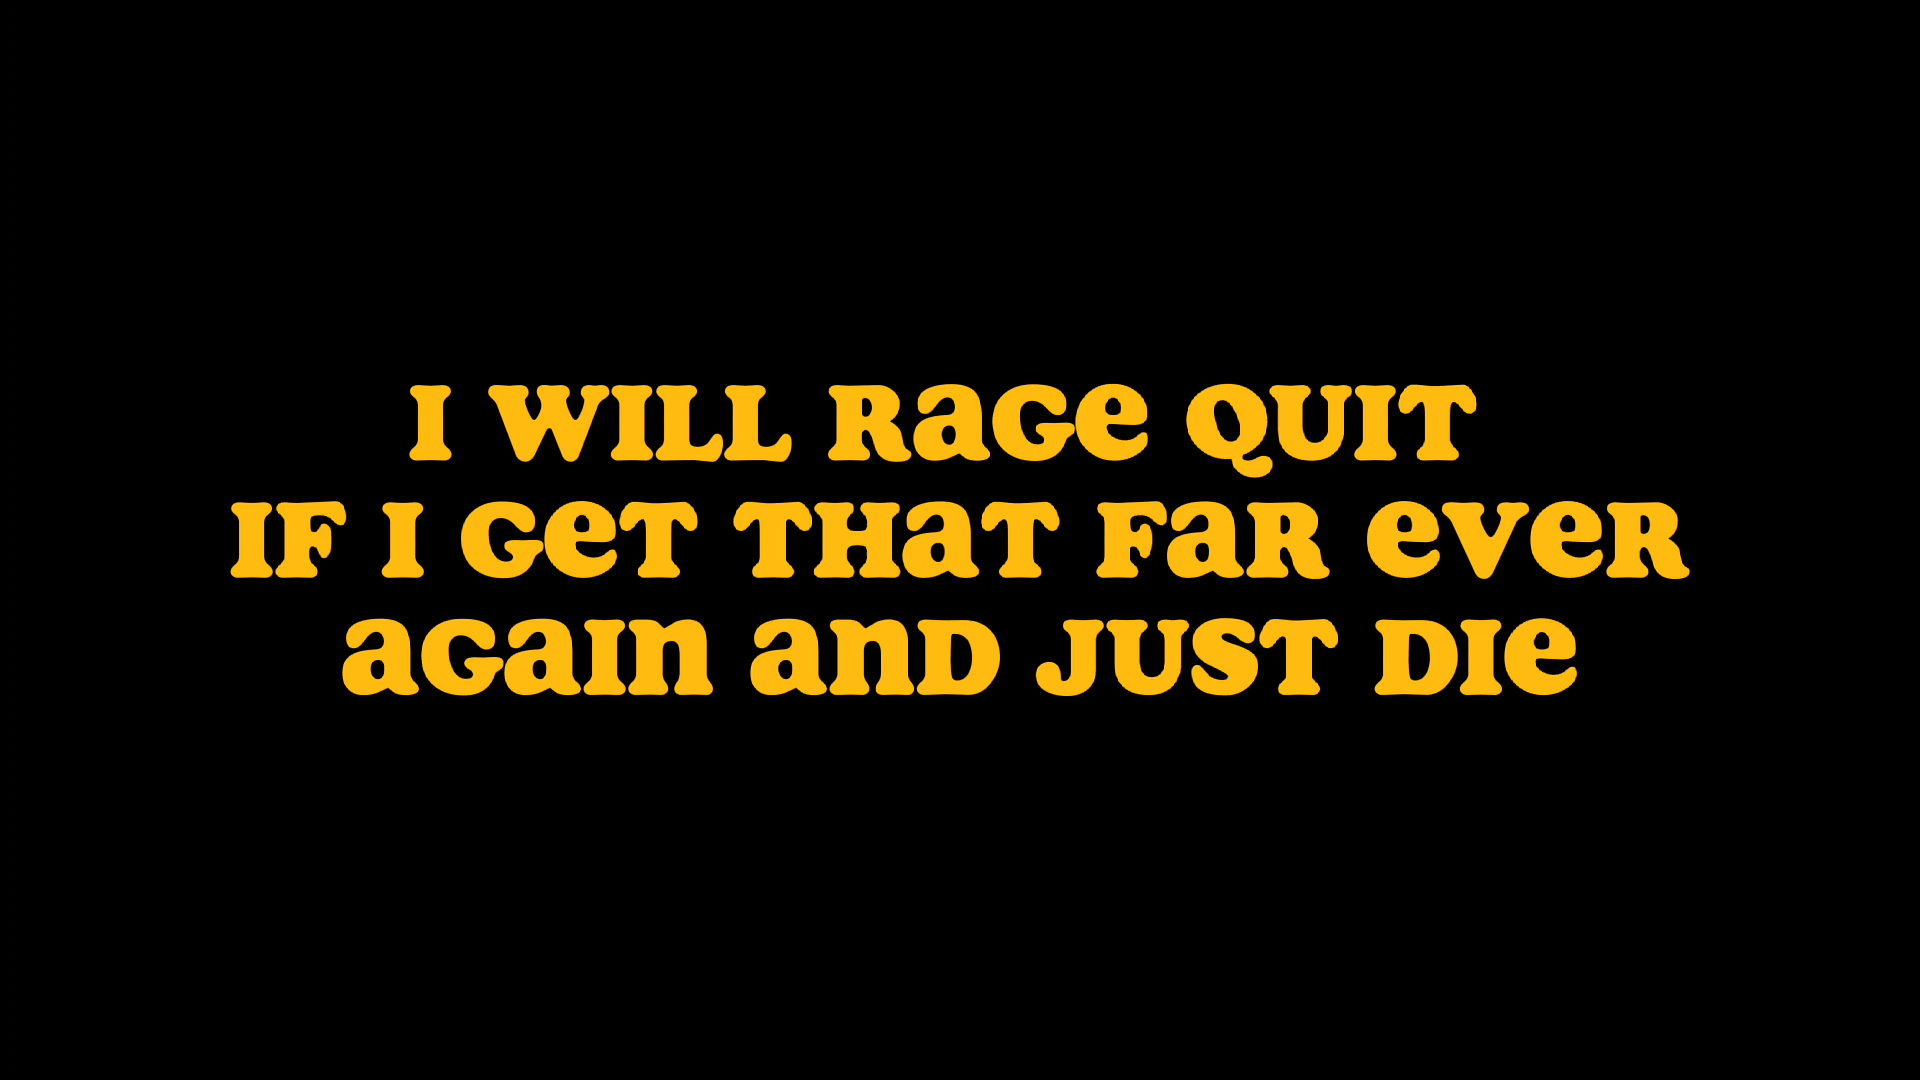 I WILL RAGE QUIT
IF I GET THAT FAR EVER
AGAIN AND JUST DIE